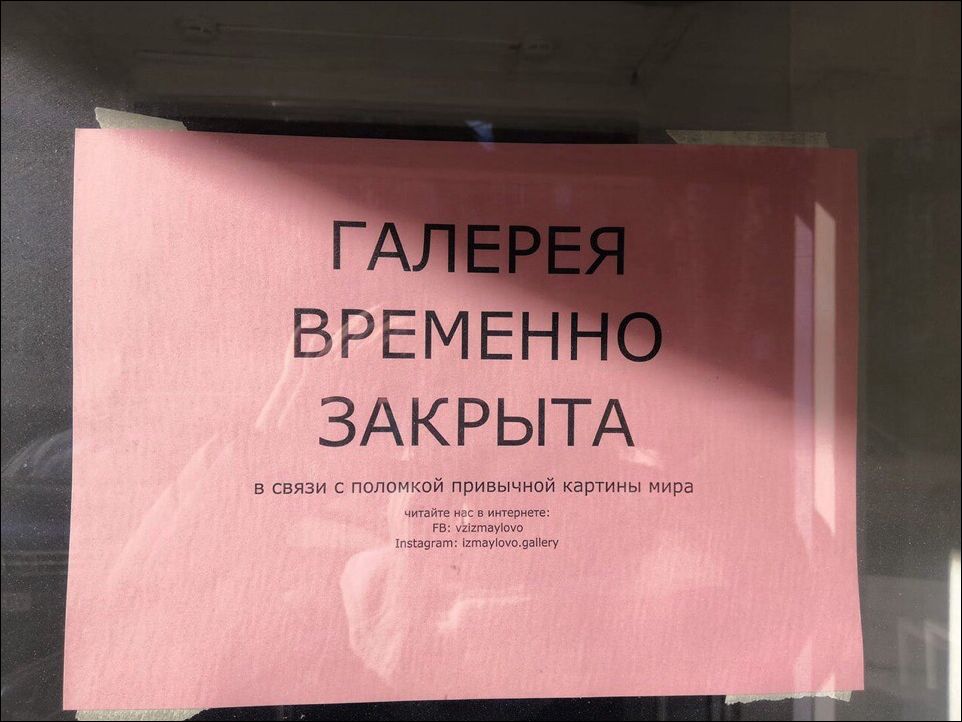 ГАЛЕРЕЯ
ВРЕМЕННО
ЗАКРЫТА
в связи с поломкой привычной картины мира
читайте нас в интернете:
FB: vzizmaylovo
Instagram: izmaylovo.gallery